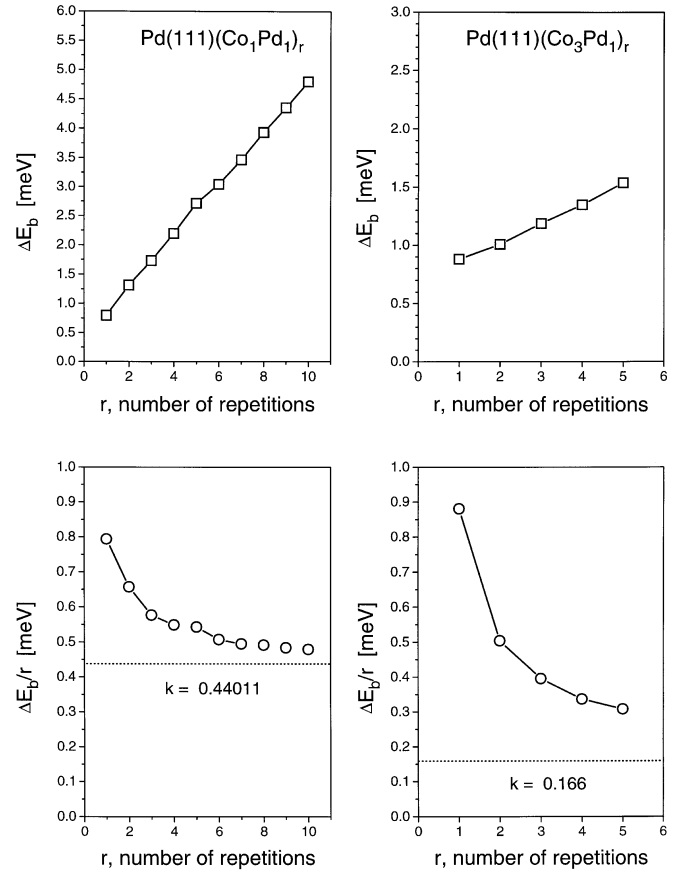 Pd(111)(Co1Pd1)r
6.0
5.5
5.0
4.5
4.0
3.5
3.0
2.5
2.0
1.5
1.0
0.5
0.0
ΔEb [meV]
0 2 4 6 8 10
r, number of repetitions
Pd(111)(Co3Pd1)r
3.0
2.5
2.0
1.5
1.0
0.5
0.0
ΔEb [meV]
0 1 2 3 4 5 6
r, number of repetitions
1.0
0.9
0.8
0.7
0.6
0.5
0.4
0.3
0.2
0.1
0.0
ΔEb/r [meV]
k = 0.44011
0 2 4 6 8 10
r, number of repetitions
1.0
0.9
0.8
0.7
0.6
0.5
0.4
0.3
0.2
0.1
0.0
ΔEb/r [meV]
k = 0.166
0 1 2 3 4 5 6
r, number of repetitions